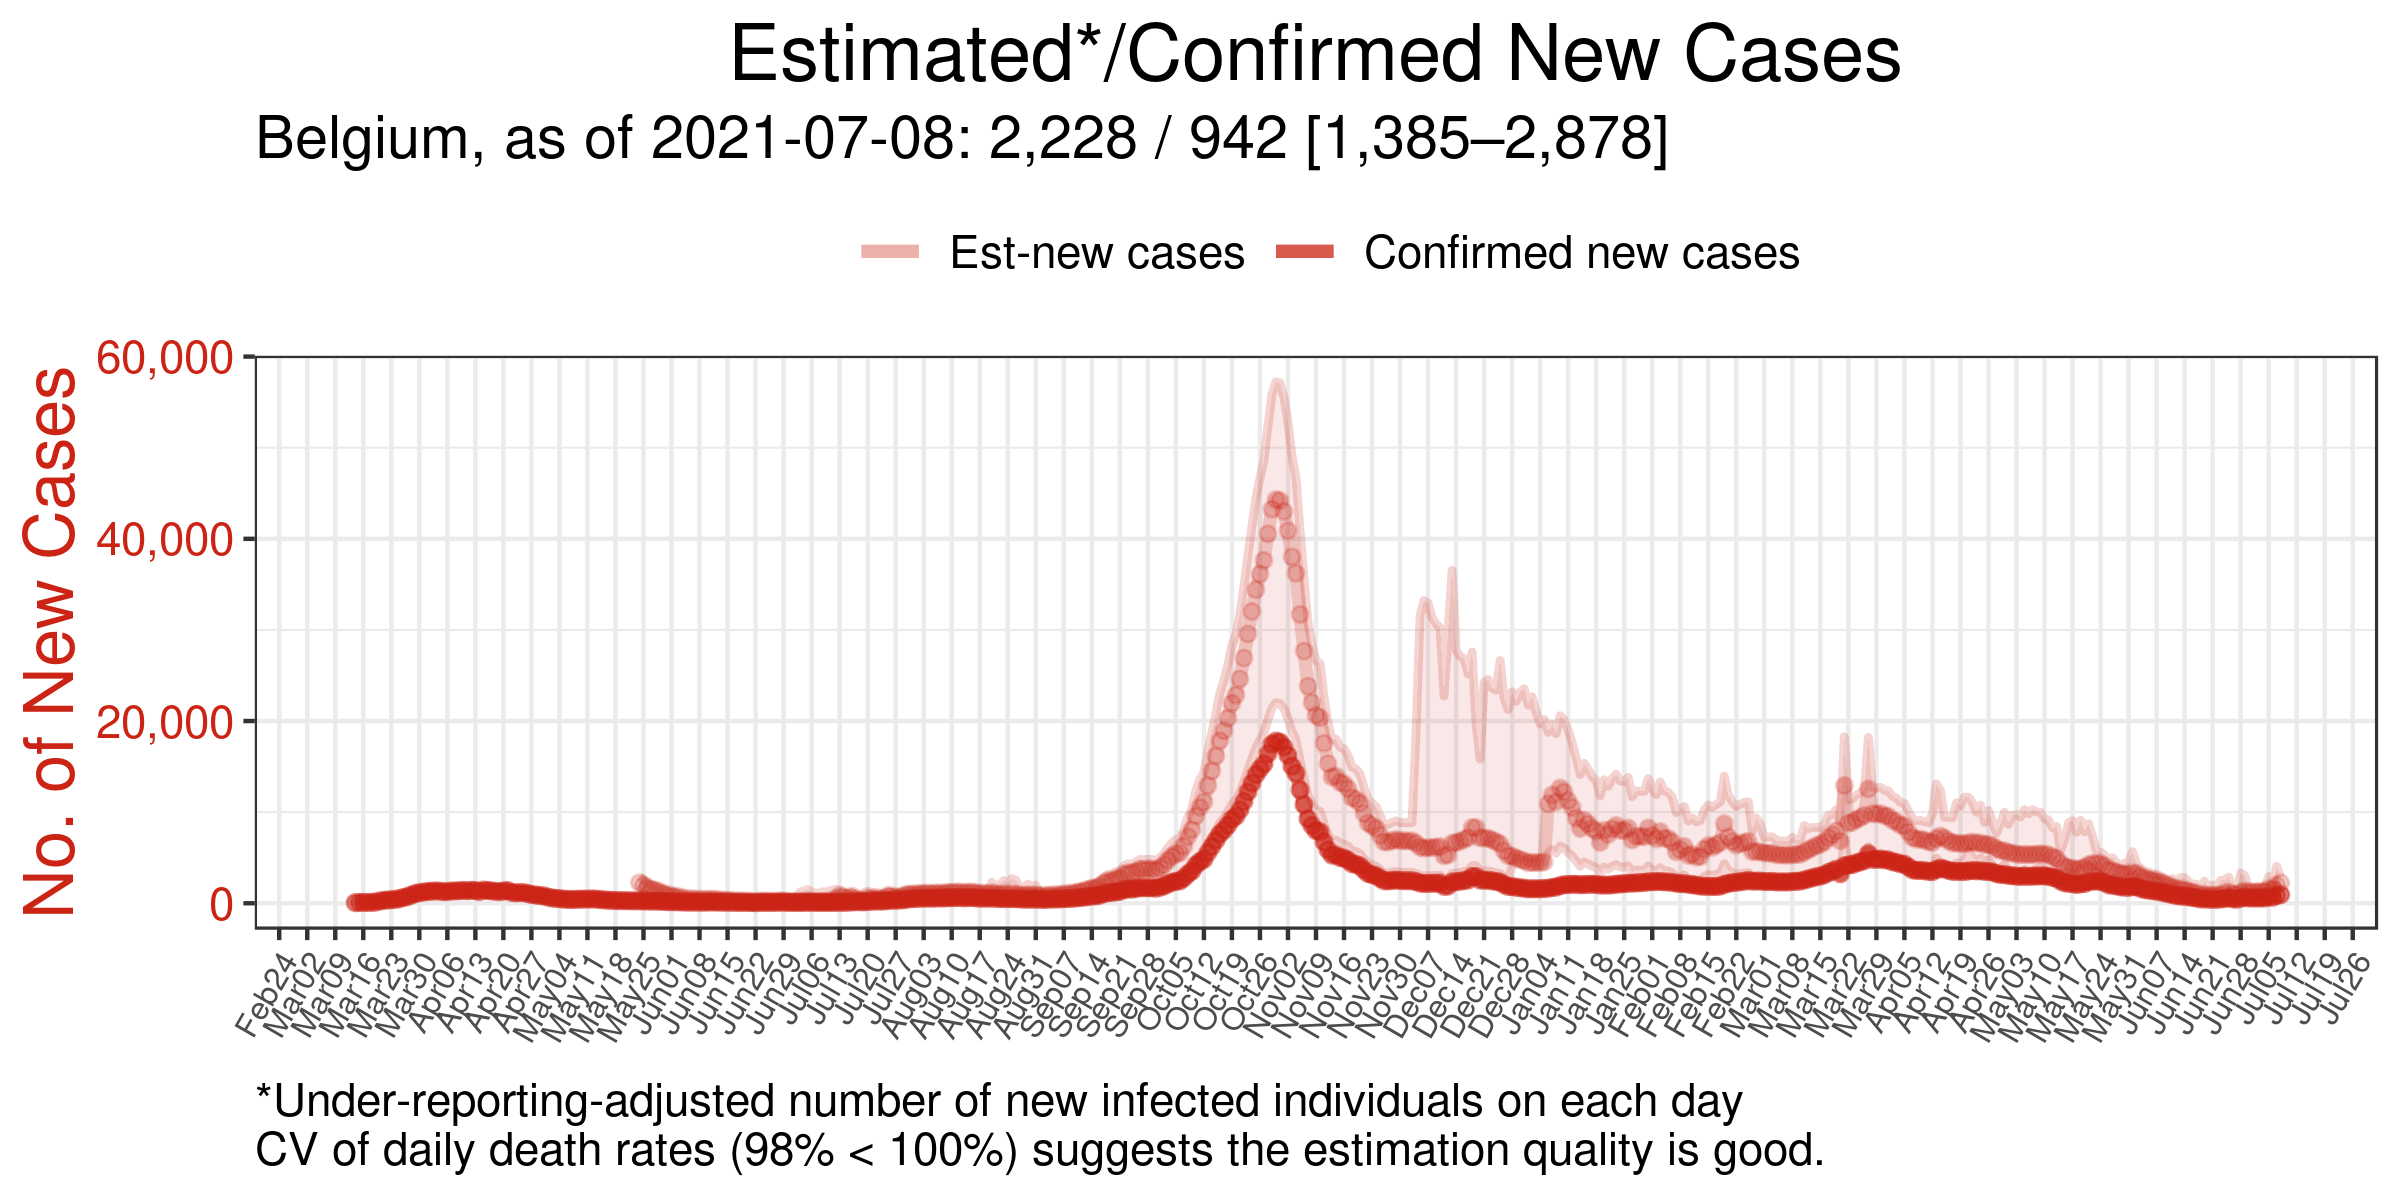 Estimated*/Confirmed New Cases
Belgium, as of 2021-07-08: 2,228 / 942 [1,385–2,878]
Est-new cases Confirmed new cases
No. of New Cases
60,000
40,000
20,000
0
Feb24 Mar02 Mar09 Mar16 Mar23 Mar30 Apr06 Apr13 Apr20 Apr27 May04 May11 May18 May25 Jun01 Jun08 Jun15 Jun22 Jun29 Jul06 Jul13 Jul20 Jul27 Aug03 Aug10 Aug17 Aug24 Aug31 Sep07 Sep14 Sep21 Sep28 Oct05 Oct12 Oct19 Oct26 Nov02 Nov09 Nov16 Nov23 Nov30 Dec07 Dec14 Dec21 Dec28 Jan04 Jan11 Jan18 Jan25 Feb01 Feb08 Feb15 Feb22 Mar01 Mar08 Mar15 Mar22 Mar29 Apr05 Apr12 Apr19 Apr26 May03 May10 May17 May24 May31 Jun07 Jun14 Jun21 Jun28 Jul05 Jul12 Jul19 Jul26
*Under-reporting-adjusted number of new infected individuals on each day
CV of daily death rates (98% < 100%) suggests the estimation quality is good.